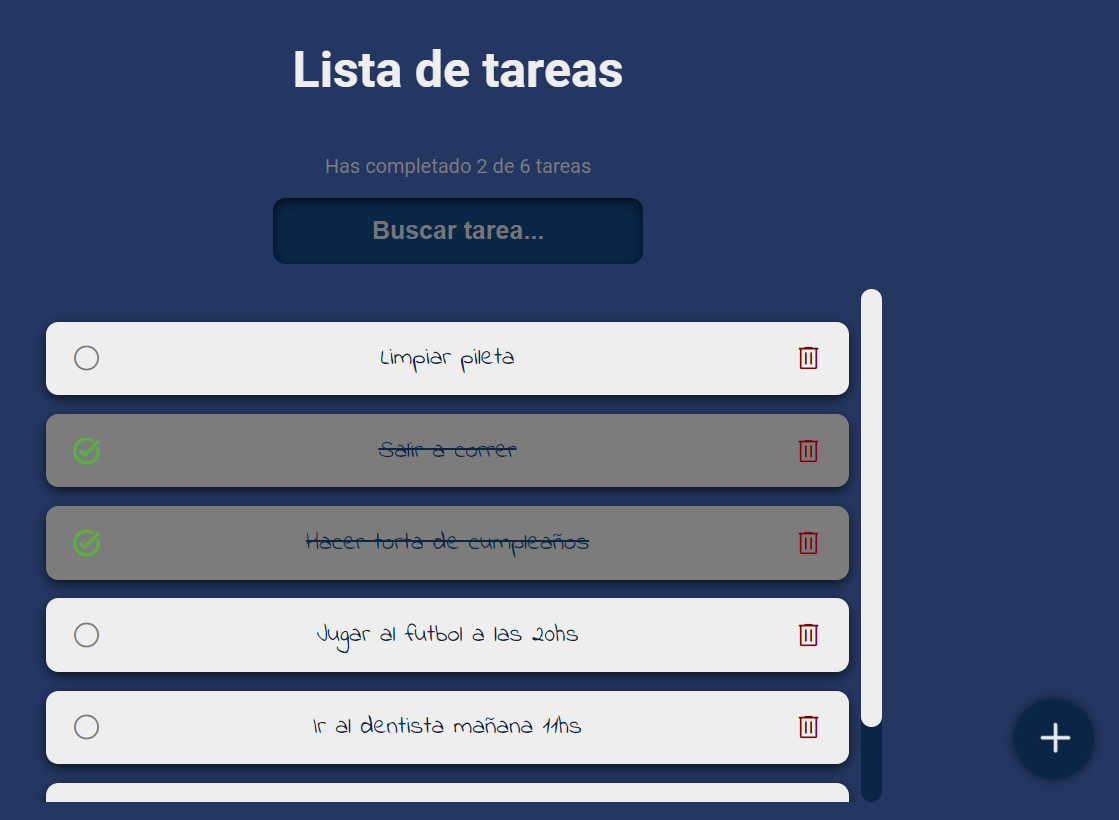 Lista de tareas
Has completado 2 de 6 tareas
Buscar tarea...
Limpiar pileta
Salir a correr
Hacer torta de cumpleaños
Jugar al futbol a las 20hs
Ir al dentista mañana 11hs